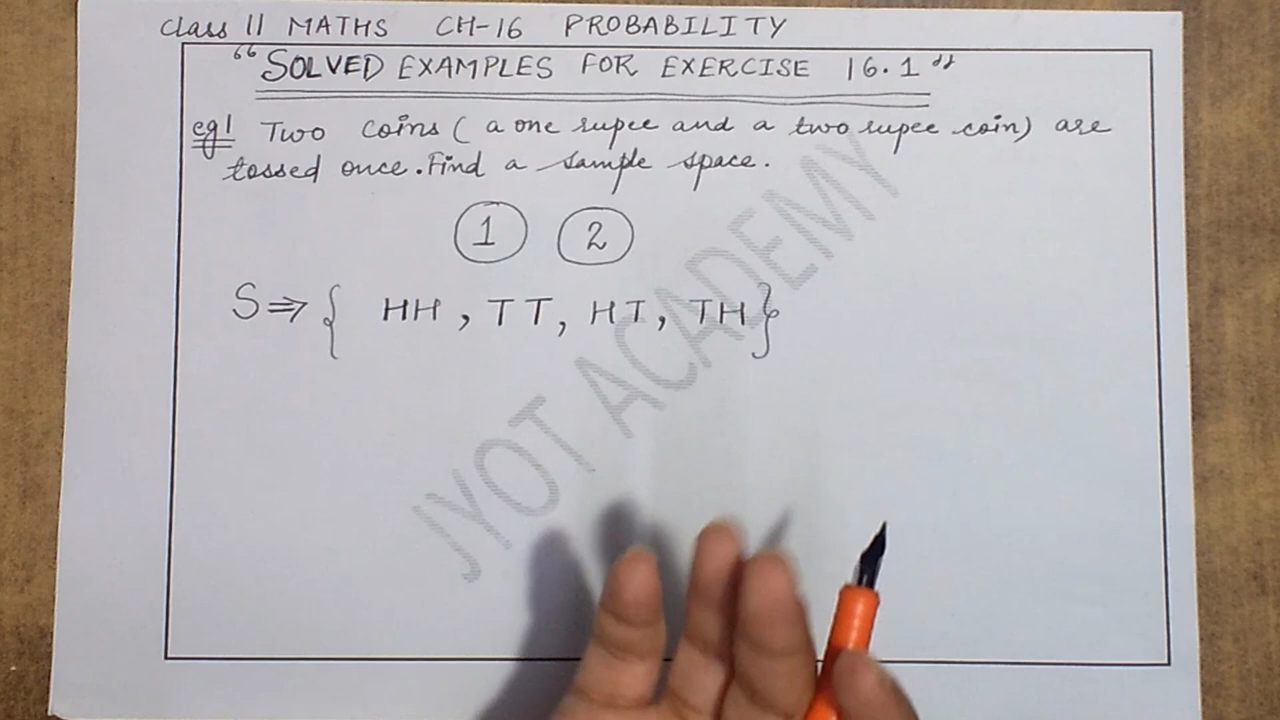 Class 11 MATHS CH-16 PROBABILITY
"SOLVED EXAMPLES FOR EXERCISE 16.1"
eg1 Two coins ( a one rupee and a two rupee coin) are
tossed once. Find a sample space.
1 2
S⇒ { HH , TT, HT, TH}
JYOT ACADEMY